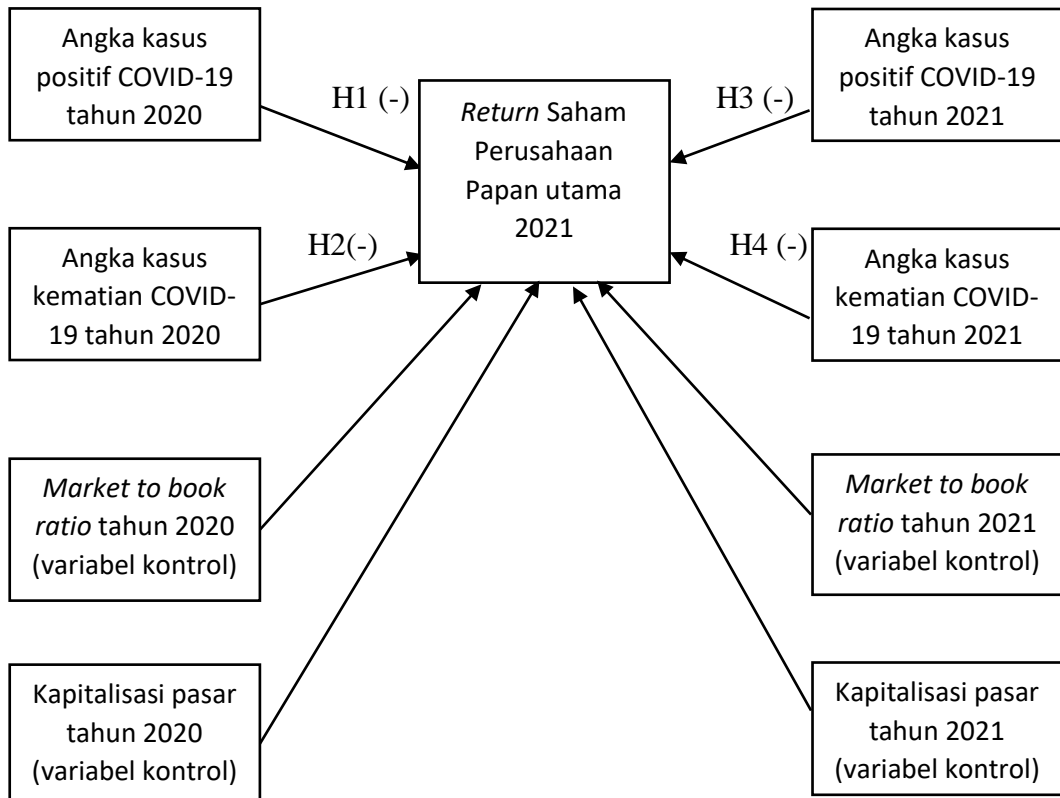 Angka kasus
positif COVID-19
tahun 2020
H1 (-)
Return Saham
Perusahaan
Papan utama
2021
H3 (-)
Angka kasus
positif COVID-19
tahun 2021
Angka kasus
kematian COVID-
19 tahun 2020
H2(-)
H4 (-)
Angka kasus
kematian COVID-
19 tahun 2021
Market to book
ratio tahun 2020
(variabel kontrol)
Market to book
ratio tahun 2021
(variabel kontrol)
Kapitalisasi pasar
tahun 2020
(variabel kontrol)
Kapitalisasi pasar
tahun 2021
(variabel kontrol)